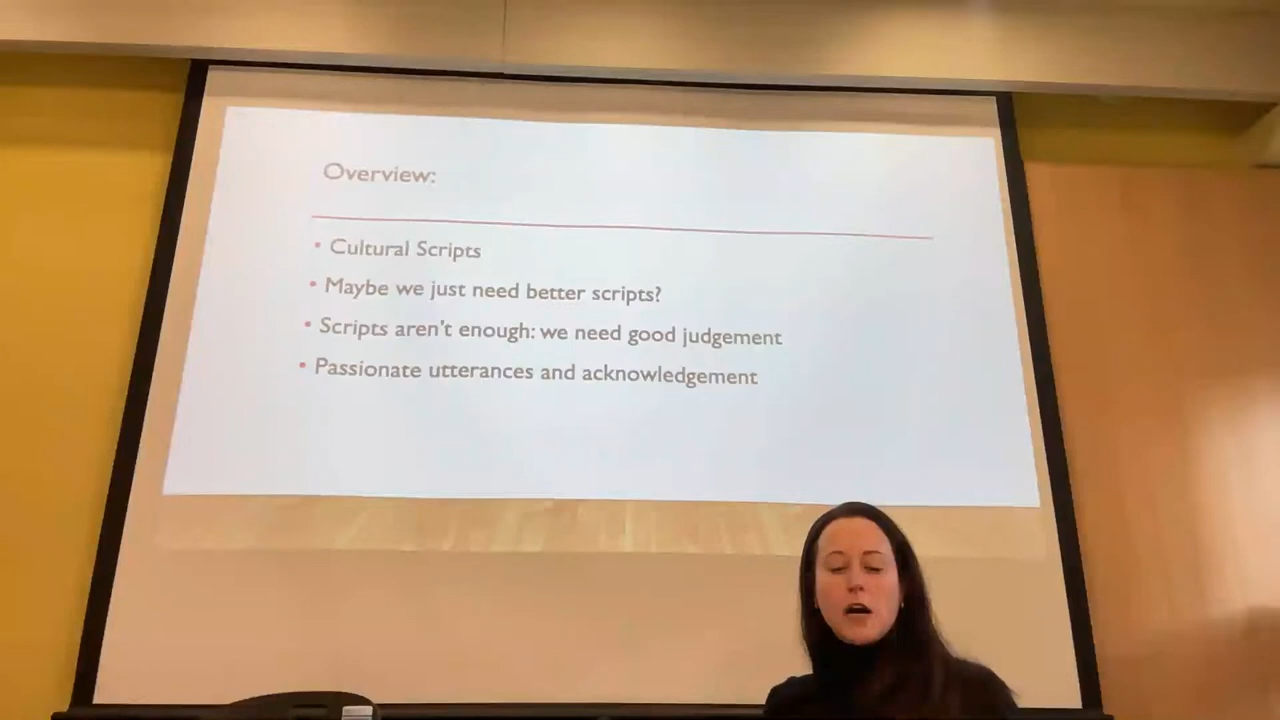 Overview:
• Cultural Scripts
• Maybe we just need better scripts?
• Scripts aren't enough: we need good judgement
• Passionate utterances and acknowledgement